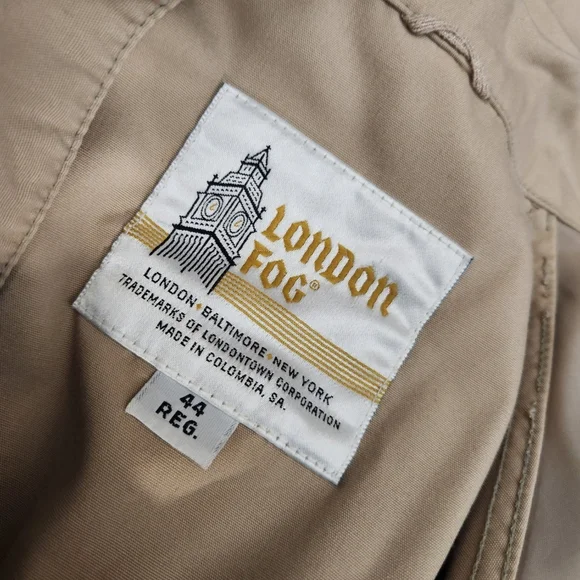 LONDON
FOG®
LONDON•BALTIMORE•NEW YORK
TRADEMARKS OF LONDONTOWN CORPORATION
MADE IN COLOMBIA, SA.
44
REG.